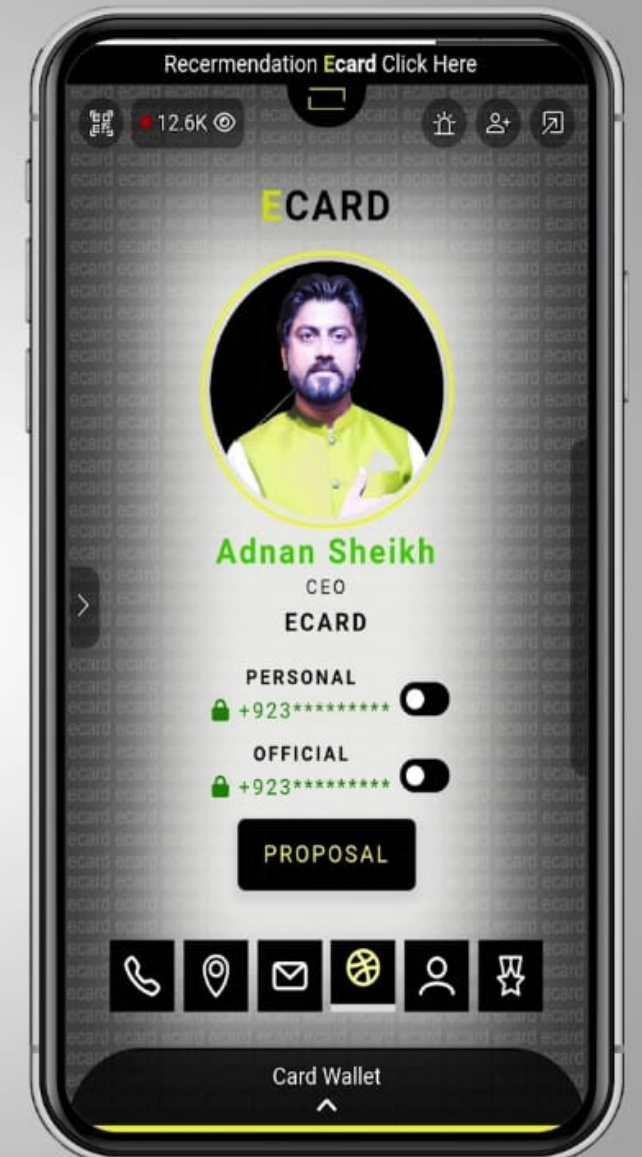 Recermendation Ecard Click Here
12.6K
ECARD
Adnan Sheikh
CEO
ECARD
PERSONAL
+923*********
OFFICIAL
+923*********
PROPOSAL
Card Wallet